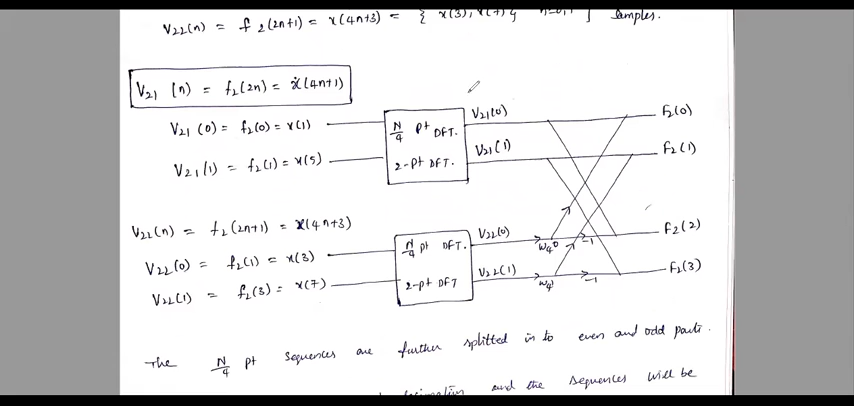 V22(n) = f2(2n+1) = x(4n+3) = { x(3), x(7) } samples.
V21 (n) = f2(2n) = x(4n+1)
V21 (0) = f2(0) = x(1)
V21 (1) = f2(1) = x(5)
N/4 pt DFT.
2-pt DFT.
V21(0)
V21(1)
F2(0)
F2(1)
V22(n) = f2(2n+1) = x(4n+3)
V22(0) = f2(1) = x(3)
V22(1) = f2(3) = x(7)
N/4 pt DFT.
2-pt DFT
V22(0)
V22(1)
W4^0
-1
W4^1
-1
F2(2)
F2(3)
The N/4 pt sequences are further splitted in to even and odd parts.
decimation and the sequences will be